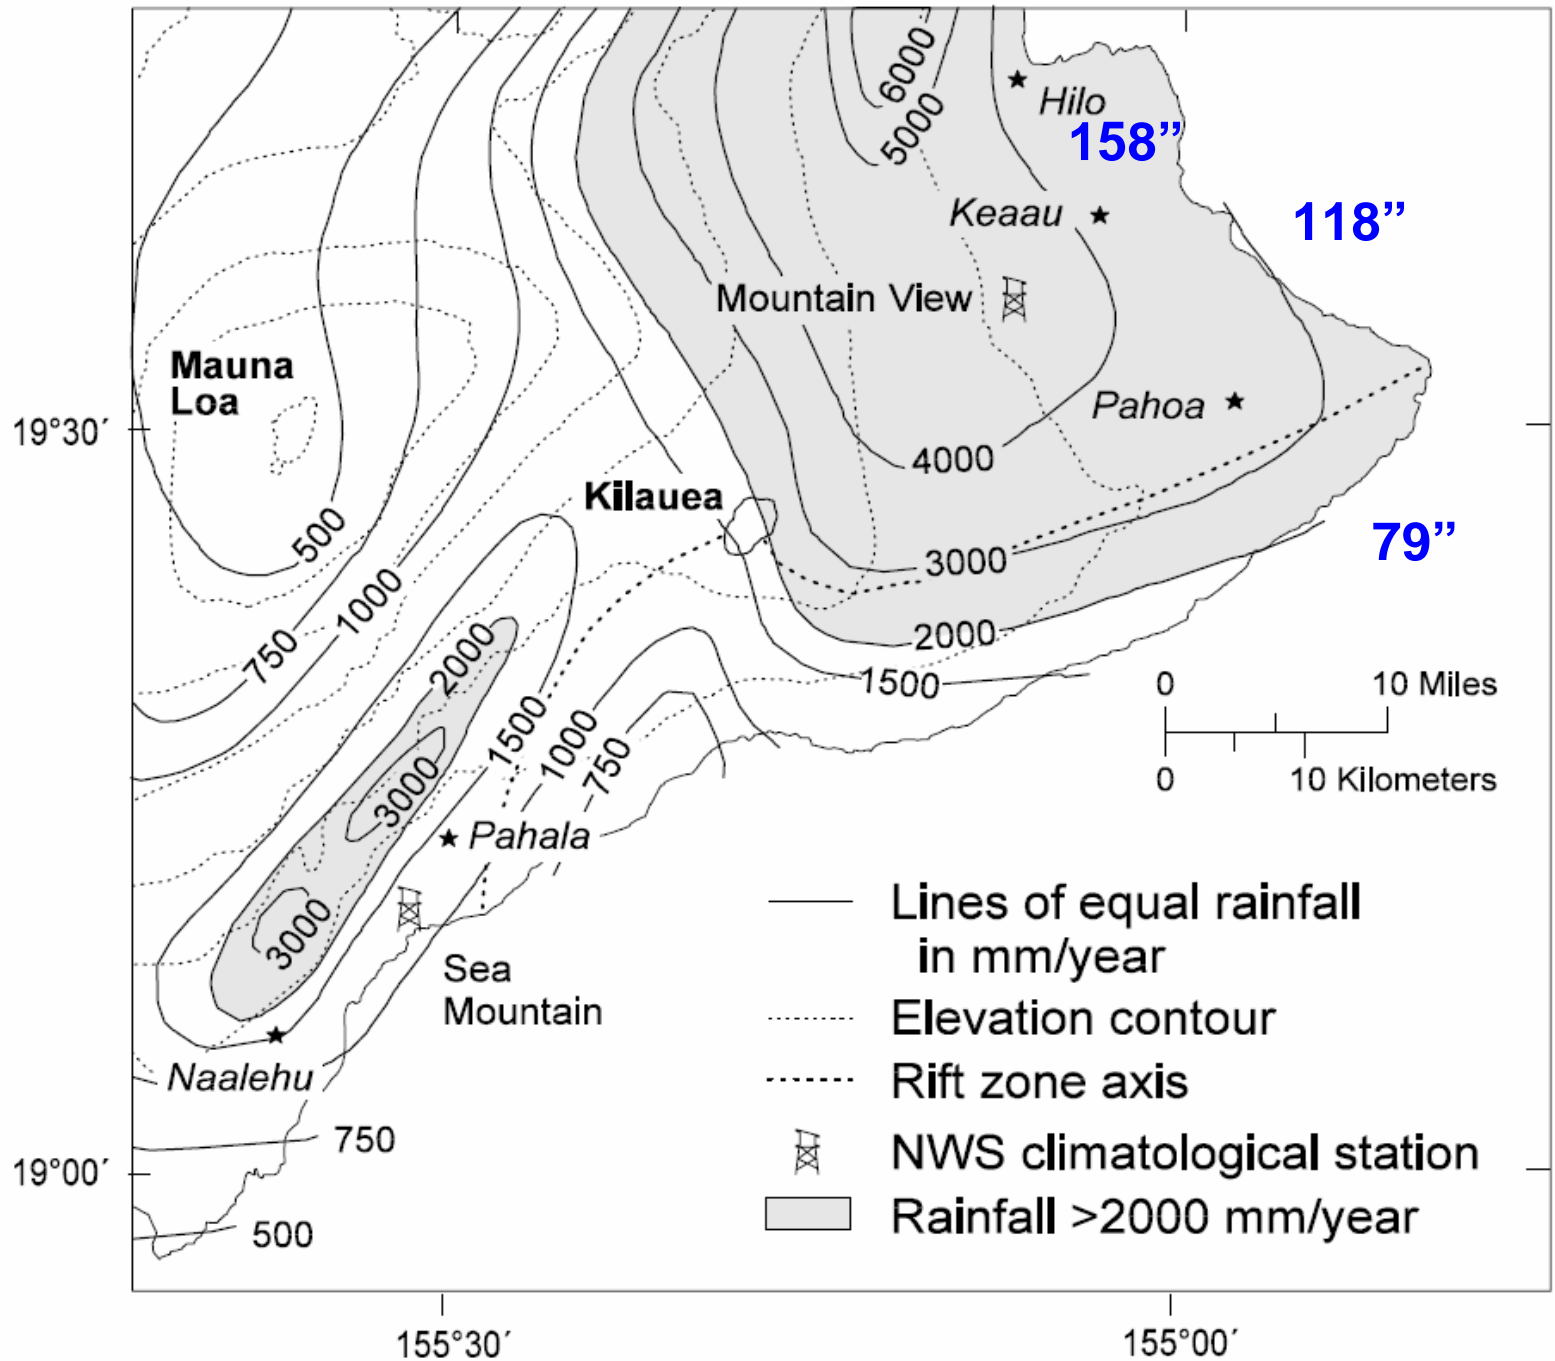 6000
5000
Hilo
158”
Keaau
118”
Mountain View
Mauna
Loa
Pahoa
19°30´
4000
Kilauea
500
79”
3000
1000
2000
750
2000
1500
0
10 Miles
1500
1000
750
3000
0
10 Kilometers
Pahala
Lines of equal rainfall
in mm/year
3000
Sea
Mountain
Elevation contour
Naalehu
Rift zone axis
750
NWS climatological station
19°00´
500
Rainfall >2000 mm/year
155°30´
155°00´